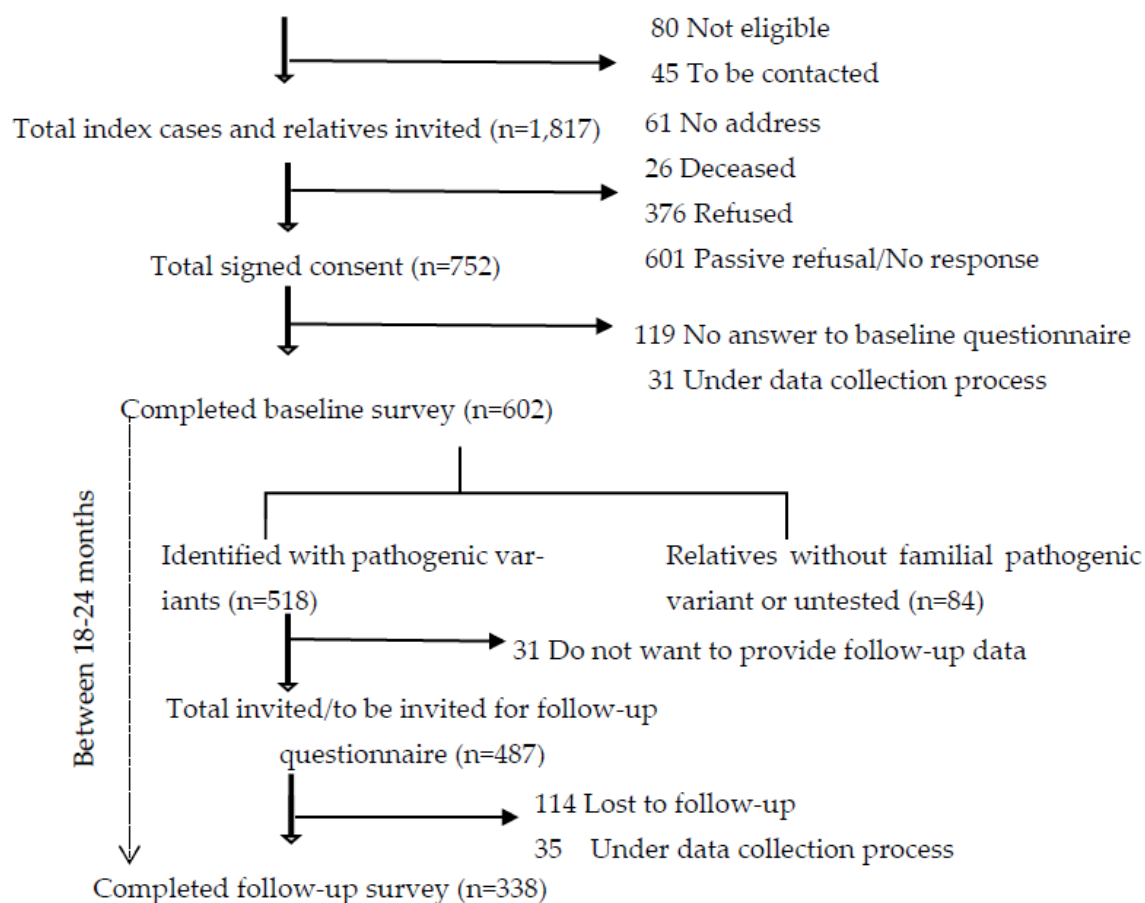 80 Not eligible
45 To be contacted
Total index cases and relatives invited (n=1,817)
61 No address
26 Deceased
376 Refused
601 Passive refusal/No response
Total signed consent (n=752)
119 No answer to baseline questionnaire
31 Under data collection process
Completed baseline survey (n=602)
Between 18-24 months
Identified with pathogenic var-
iants (n=518)
Relatives without familial pathogenic
variant or untested (n=84)
31 Do not want to provide follow-up data
Total invited/to be invited for follow-up
questionnaire (n=487)
114 Lost to follow-up
35 Under data collection process
Completed follow-up survey (n=338)